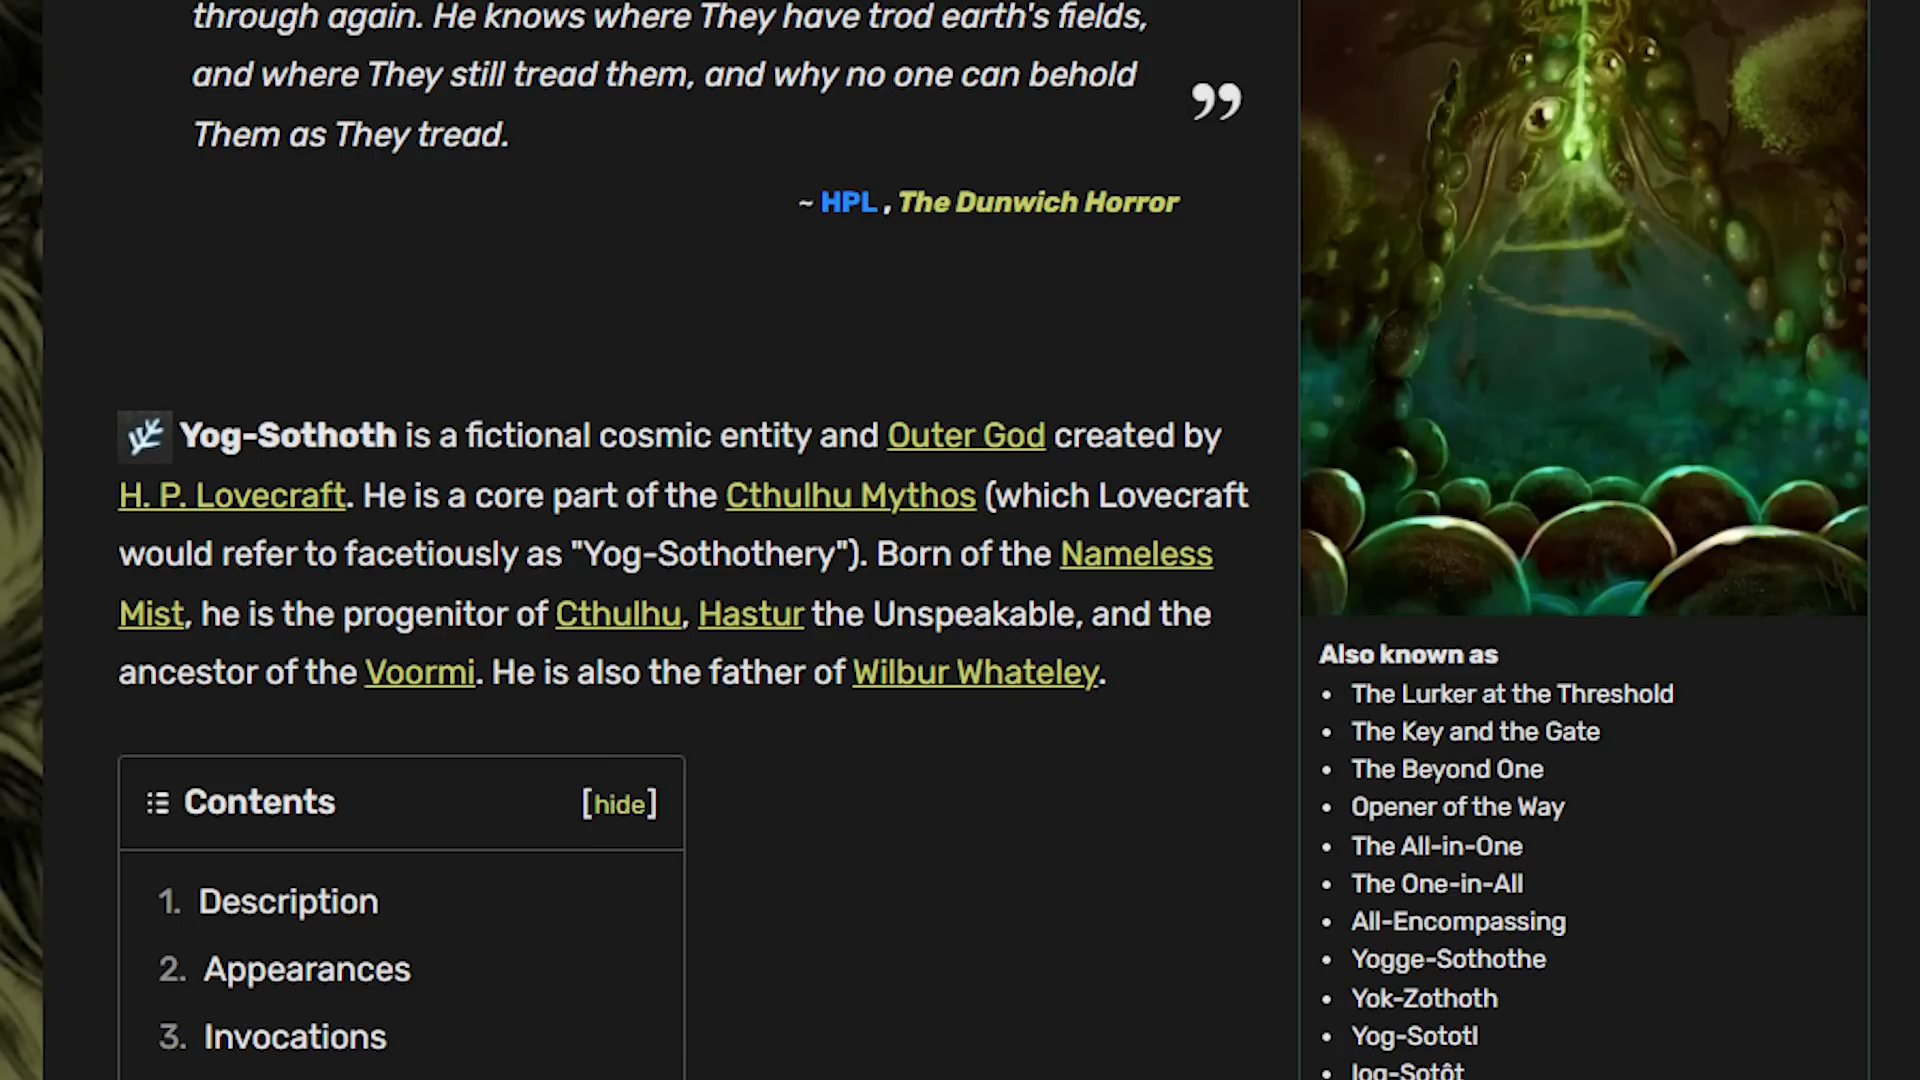 through again. He knows where They have trod earth's fields,
and where They still tread them, and why no one can behold
Them as They tread.
”
~ HPL , The Dunwich Horror
Yog-Sothoth is a fictional cosmic entity and Outer God created by
H. P. Lovecraft. He is a core part of the Cthulhu Mythos (which Lovecraft
would refer to facetiously as "Yog-Sothothery"). Born of the Nameless
Mist, he is the progenitor of Cthulhu, Hastur the Unspeakable, and the
ancestor of the Voormi. He is also the father of Wilbur Whateley.
Contents [hide]
1. Description
2. Appearances
3. Invocations
Also known as
• The Lurker at the Threshold
• The Key and the Gate
• The Beyond One
• Opener of the Way
• The All-in-One
• The One-in-All
• All-Encompassing
• Yogge-Sothothe
• Yok-Zothoth
• Yog-Sototl
• Iog-Sotôt